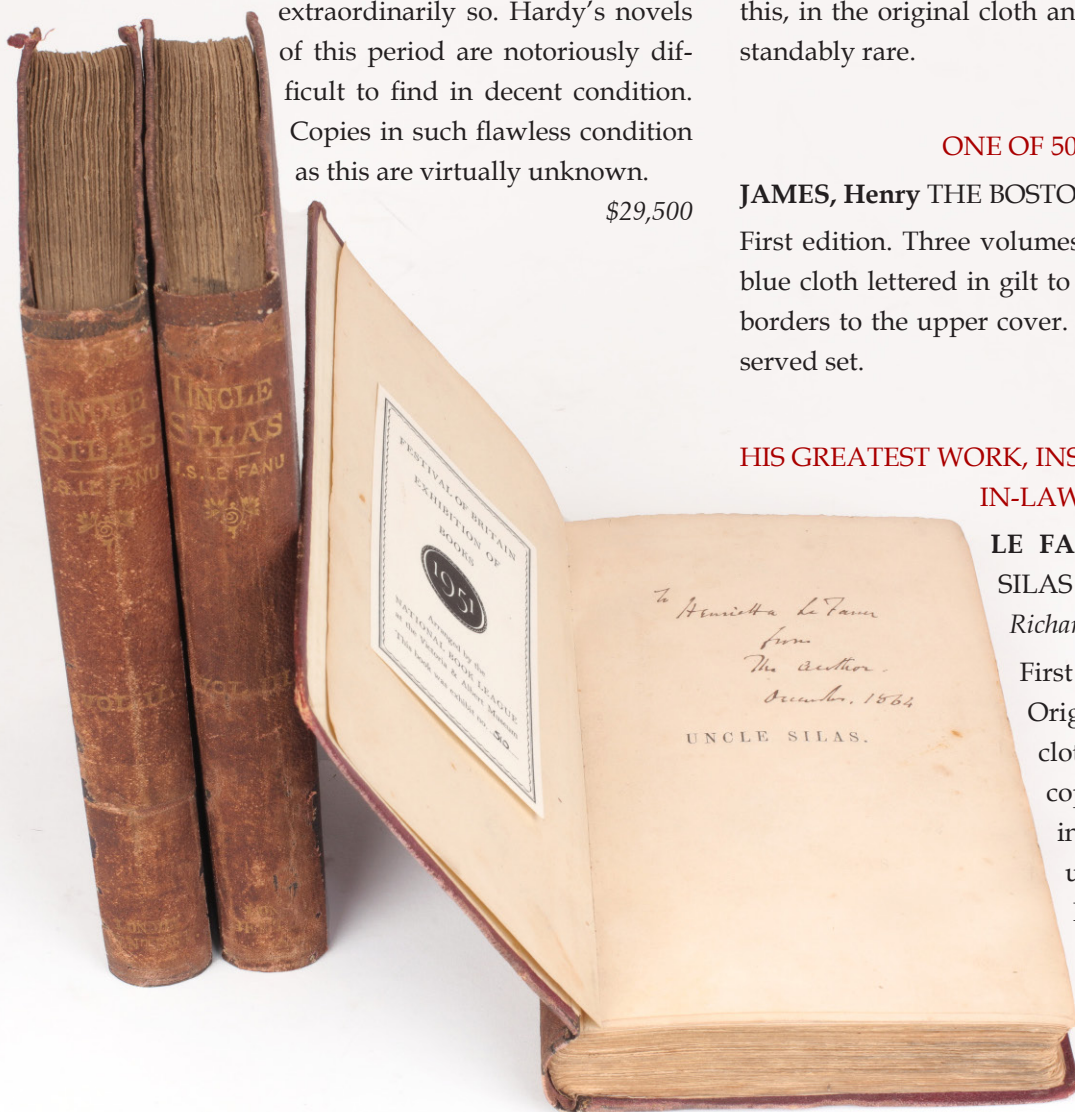 extraordinarily so. Hardy's novels
of this period are notoriously dif-
ficult to find in decent condition.
Copies in such flawless condition
as this are virtually unknown.
$29,500
this, in the original cloth an
standably rare.
ONE OF 50
JAMES, Henry THE BOSTO
First edition. Three volumes
blue cloth lettered in gilt to
borders to the upper cover.
served set.
HIS GREATEST WORK, INS
IN-LAW
LE FA
SILAS
Richar
First
Orig
clot
cop
in
UNCLE
SILAS
J.S. LE FANU
VOL. II.
UNCLE
SILAS
J.S. LE FANU
VOL. III
FESTIVAL OF BRITAIN
EXHIBITION OF
BOOKS
1951
Arranged by the
NATIONAL BOOK LEAGUE
at the Victoria & Albert Museum
This book was exhibit no. 50
To Henrietta Le Fanu
from
The author.
December, 1864
UNCLE SILAS.